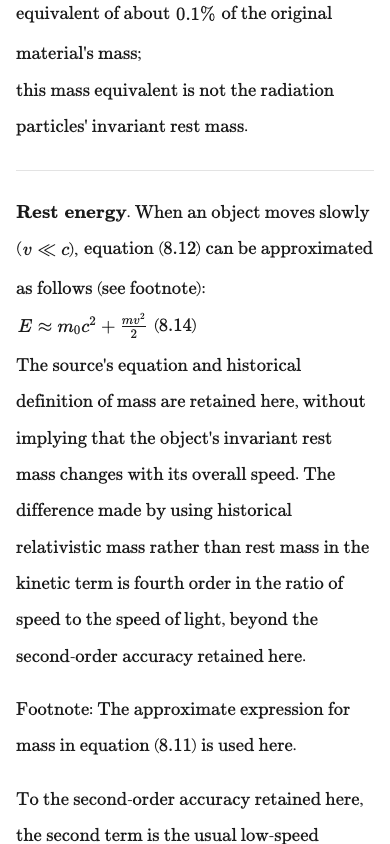 equivalent of about 0.1% of the original
material's mass;
this mass equivalent is not the radiation
particles' invariant rest mass.
Rest energy. When an object moves slowly
(v ≪ c), equation (8.12) can be approximated
as follows (see footnote):
E ≈ m₀c² + mv²/2 (8.14)
The source's equation and historical
definition of mass are retained here, without
implying that the object's invariant rest
mass changes with its overall speed. The
difference made by using historical
relativistic mass rather than rest mass in the
kinetic term is fourth order in the ratio of
speed to the speed of light, beyond the
second-order accuracy retained here.
Footnote: The approximate expression for
mass in equation (8.11) is used here.
To the second-order accuracy retained here,
the second term is the usual low-speed